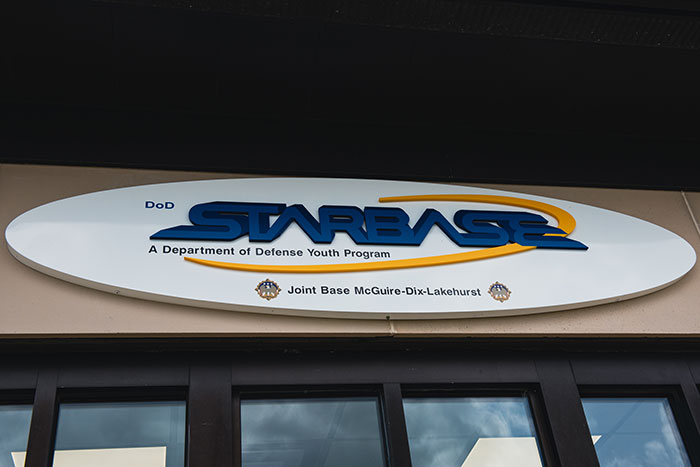 DoD
STARBASE
A Department of Defense Youth Program
Joint Base McGuire-Dix-Lakehurst